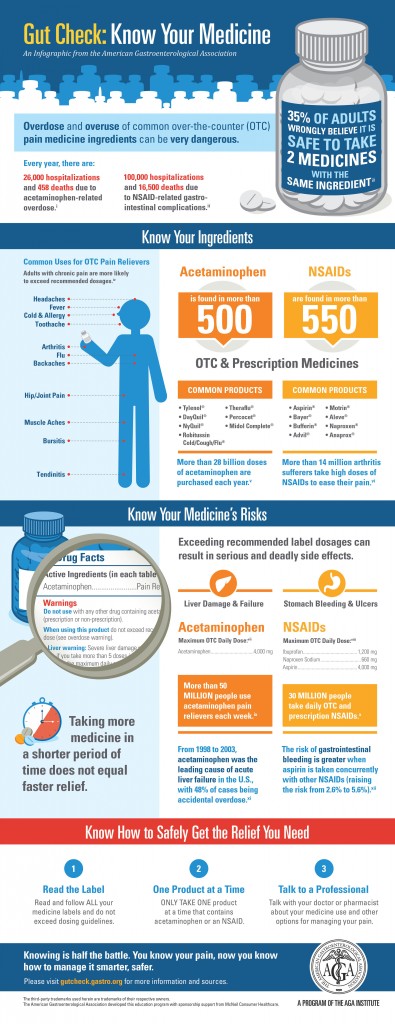 Gut Check: Know Your Medicine
An Infographic from the American Gastroenterological Association
35% OF ADULTS
WRONGLY BELIEVE IT IS
SAFE TO TAKE
2 MEDICINES
WITH THE
SAME INGREDIENT
Overdose and overuse of common over-the-counter (OTC)
pain medicine ingredients can be very dangerous.
Every year, there are:
26,000 hospitalizations
and 458 deaths due to
acetaminophen-related
overdose.
100,000 hospitalizations
and 16,500 deaths due
to NSAID-related gastro-
intestinal complications.
Know Your Ingredients
Common Uses for OTC Pain Relievers
Adults with chronic pain are more likely
to exceed recommended dosages.
Headaches
Fever
Cold & Allergy
Toothache
Arthritis
Flu
Backaches
Hip/Joint Pain
Muscle Aches
Bursitis
Tendinitis
Acetaminophen
is found in more than
500
NSAIDs
are found in more than
550
OTC & Prescription Medicines
COMMON PRODUCTS
• Tylenol®
• DayQuil®
• NyQuil®
• Robitussin
Cold/Cough/Flu®
• Theraflu®
• Percocet®
• Midol Complete®
COMMON PRODUCTS
• Aspirin®
• Bayer®
• Bufferin®
• Advil®
• Motrin®
• Aleve®
• Naproxen®
• Anaprox®
More than 28 billion doses
of acetaminophen are
purchased each year.
More than 14 million arthritis
sufferers take high doses of
NSAIDs to ease their pain.
Know Your Medicine's Risks
Drug Facts
Active Ingredients (in each table
Acetaminophen
Pain Re
Warnings
Do not use with any other drug containing aceta
(prescription or non-prescription)
When using this product do not exceed rec
dose (see overdose warning).
Liver warning: Severe liver damage
if you take more than 5 doses
maximum daily
Taking more
medicine in
a shorter period of
time does not equal
faster relief.
Exceeding recommended label dosages can
result in serious and deadly side effects.
Liver Damage & Failure
Stomach Bleeding & Ulcers
Acetaminophen
Maximum OTC Daily Dose:
Acetaminophen 4,000 mg
NSAIDs
Maximum OTC Daily Dose:
Ibuprofen 1,200 mg
Naproxen Sodium 660 mg
Aspirin 4,000 mg
More than 50
MILLION people use
acetaminophen pain
relievers each week.
30 MILLION people
take daily OTC and
prescription NSAIDs.
From 1998 to 2003,
acetaminophen was the
leading cause of acute
liver failure in the U.S.,
with 48% of cases being
accidental overdose.
The risk of gastrointestinal
bleeding is greater when
aspirin is taken concurrently
with other NSAIDs (raising
the risk from 2.6% to 5.6%).
Know How to Safely Get the Relief You Need
1
Read the Label
Read and follow ALL your
medicine labels and do not
exceed dosing guidelines.
2
One Product at a Time
ONLY TAKE ONE product
at a time that contains
acetaminophen or an NSAID.
3
Talk to a Professional
Talk with your doctor or pharmacist
about your medicine use and other
options for managing your pain.
Knowing is half the battle. You know your pain, now you know
how to manage it smarter, safer.
Please visit gutcheck.gastro.org for more information and sources.
AGA
A PROGRAM OF THE AGA INSTITUTE
The third-party trademarks used herein are trademarks of their respective owners.
The American Gastroenterological Association developed this education program with sponsorship support from McNeil Consumer Healthcare.